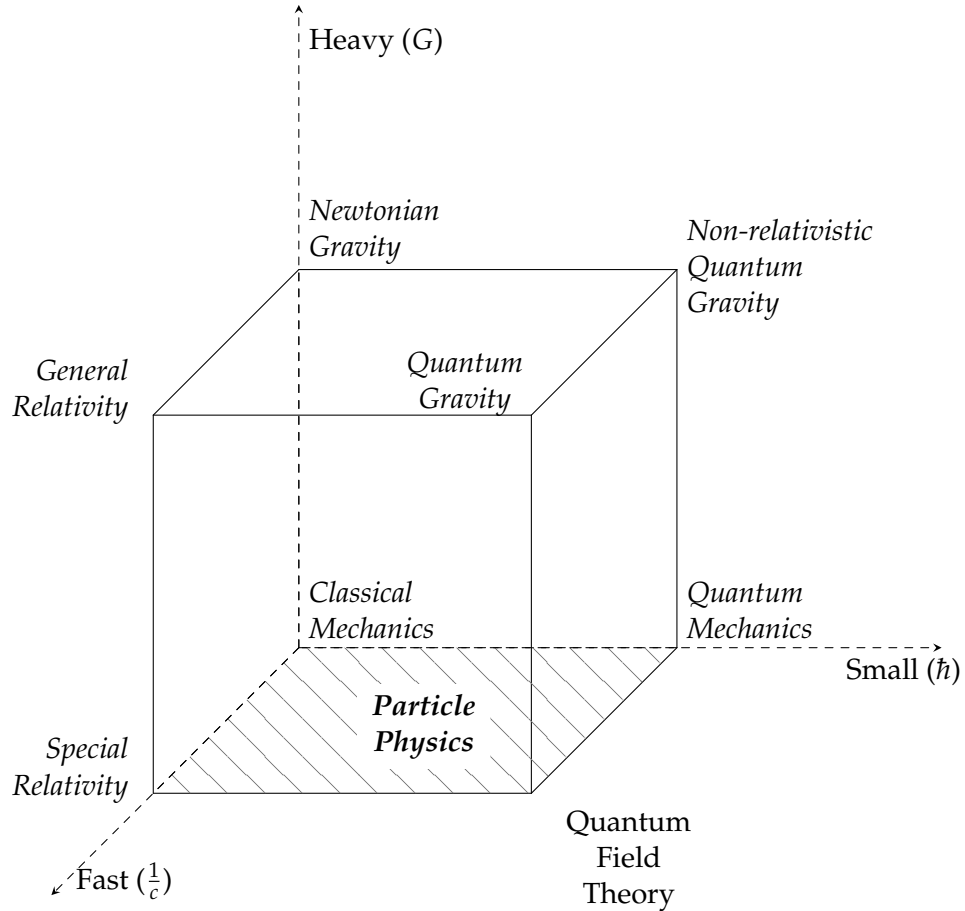 Heavy (G)
Newtonian
Gravity
Non-relativistic
Quantum
Gravity
General
Relativity
Quantum
Gravity
Classical
Mechanics
Quantum
Mechanics
Small (ħ)
Particle
Physics
Special
Relativity
Quantum
Field
Theory
Fast (1/c)